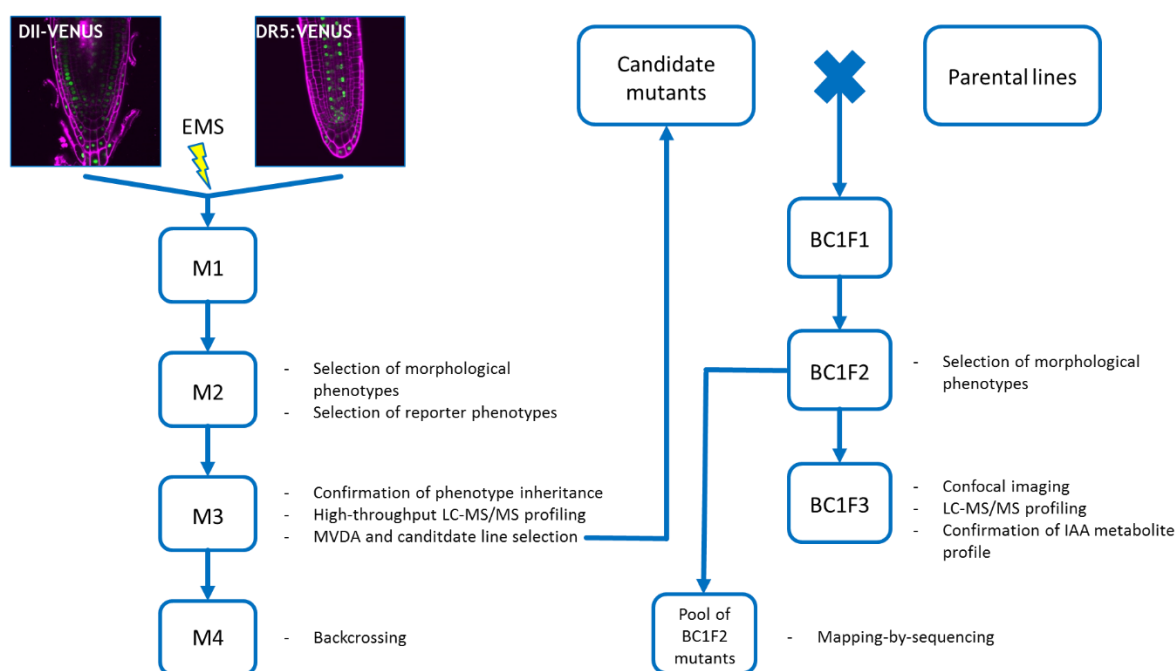 DII-VENUS
DR5:VENUS
EMS
M1
M2
- Selection of morphological
phenotypes
- Selection of reporter phenotypes
M3
- Confirmation of phenotype inheritance
- High-throughput LC-MS/MS profiling
- MVDA and canditdate line selection
M4
- Backcrossing
Candidate
mutants
Parental lines
BC1F1
BC1F2
- Selection of morphological
phenotypes
BC1F3
- Confocal imaging
- LC-MS/MS profiling
- Confirmation of IAA metabolite
profile
Pool of
BC1F2
mutants
- Mapping-by-sequencing